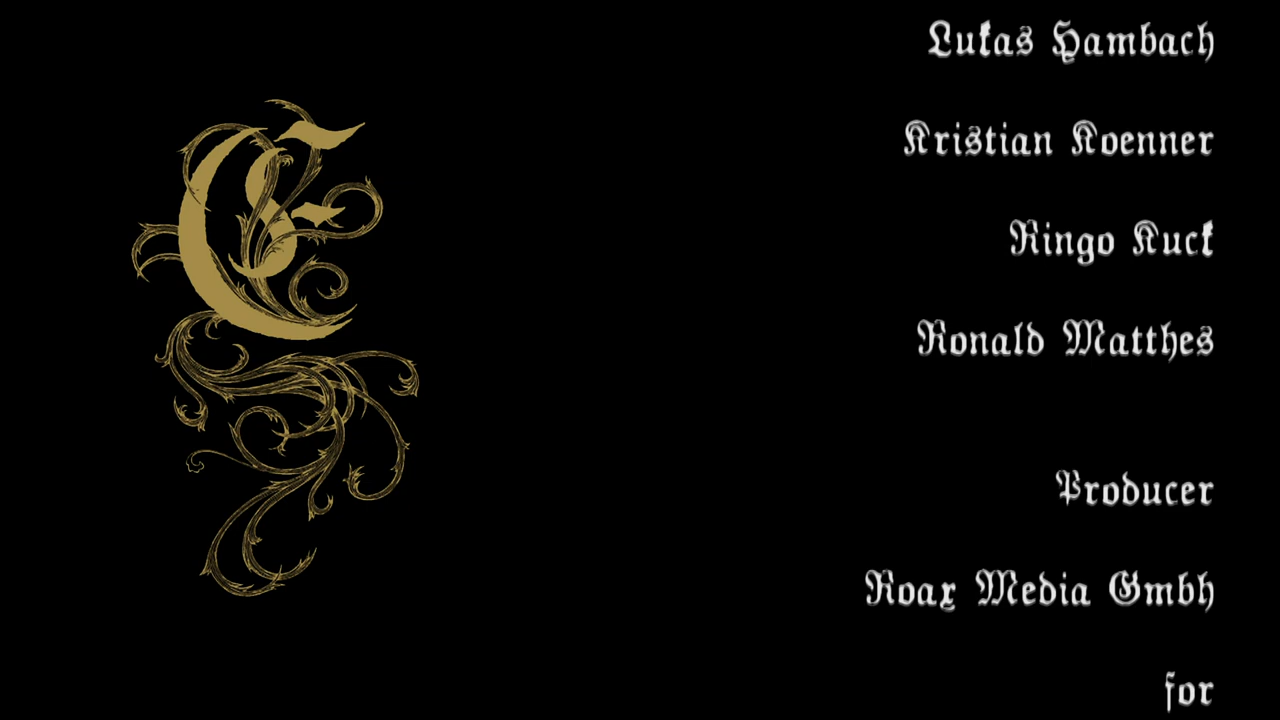 Lukas Hambach
Kristian Koenner
Ringo Kuck
Ronald Matthes
Producer
Roax Media Gmbh
for